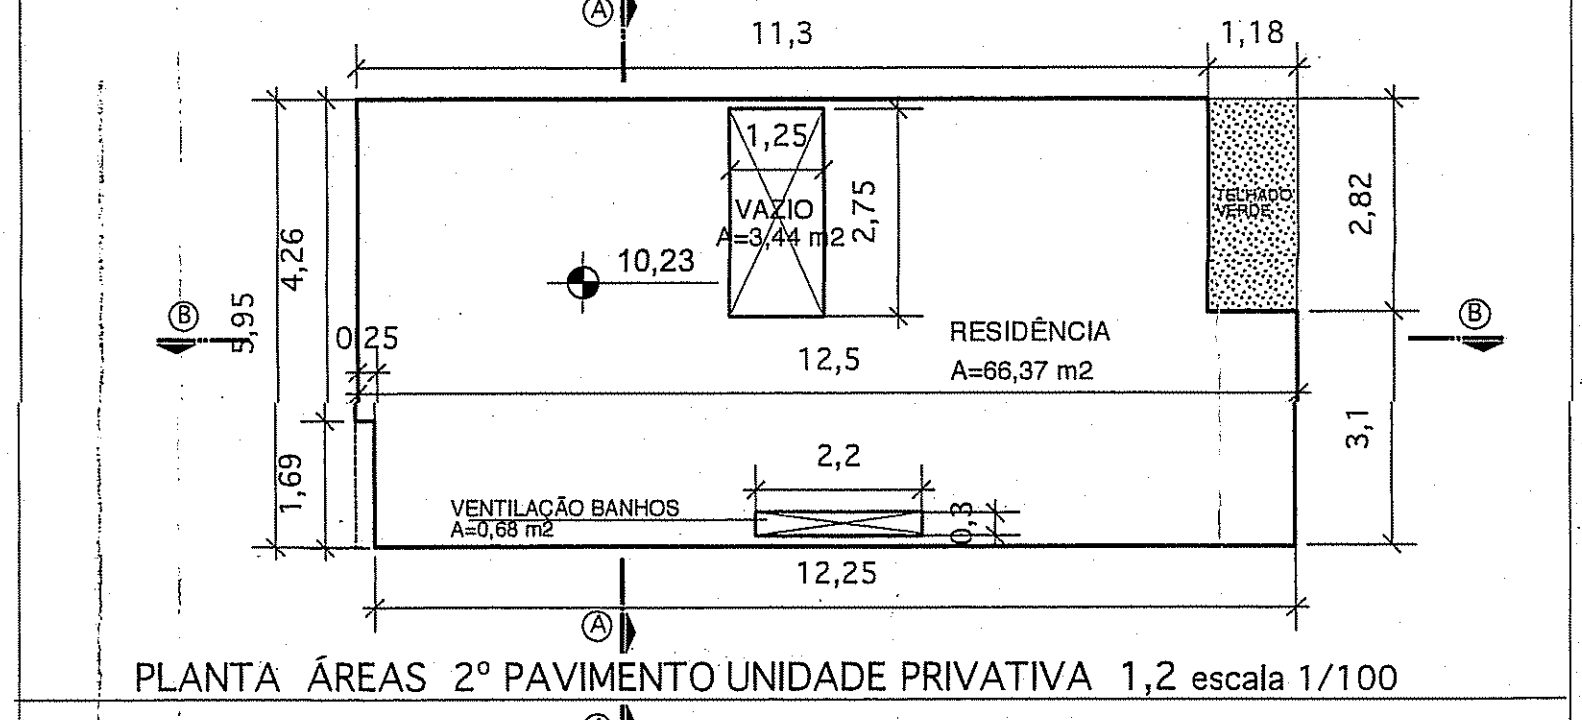 A
11,3
1,18
1,25
VAZIO
A=3,44 m2
2,75
TELHADO
VERDE
2,82
4,26
5,95
10,23
B
B
0,25
RESIDÊNCIA
A=66,37 m2
12,5
3,1
1,69
2,2
VENTILAÇÃO BANHOS
A=0,68 m2
0,3
12,25
A
PLANTA ÁREAS 2º PAVIMENTO UNIDADE PRIVATIVA 1,2 escala 1/100
A